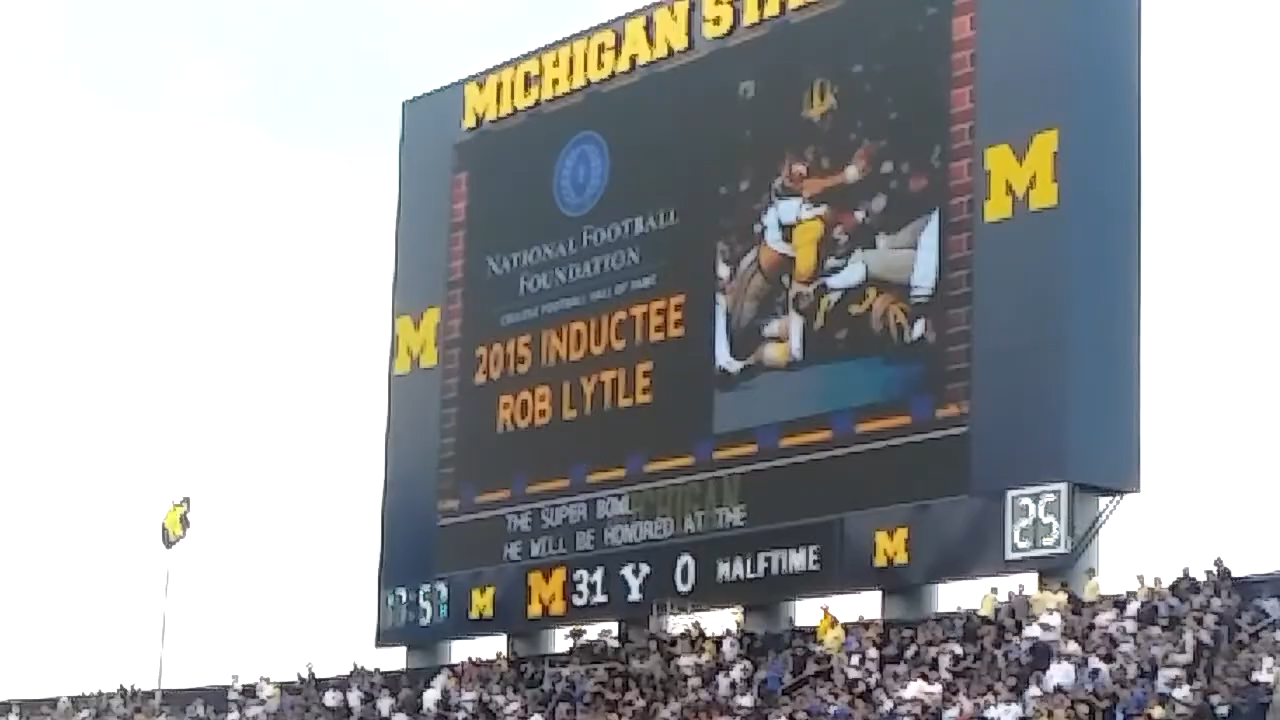 MICHIGAN STA
M
NATIONAL FOOTBALL
FOUNDATION
COLLEGE FOOTBALL HALL OF FAME
2015 INDUCTEE
ROB LYTLE
M
THE SUPER BOWL
HE WILL BE HONORED AT THE
25
M
M 31 Y 0 HALFTIME
M